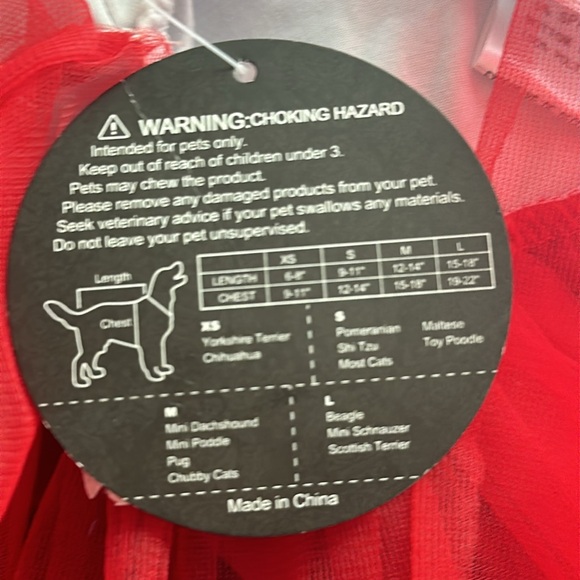 WARNING:CHOKING HAZARD
Intended for pets only.
Keep out of reach of children under 3.
Pets may chew the product.
Please remove any damaged products from your pet.
Seek veterinary advice if your pet swallows any materials.
Do not leave your pet unsupervised.
XS S M L
LENGTH 6-8" 9-11" 12-14" 15-18"
CHEST 9-11" 12-14" 15-18" 19-22"
Length
Chest
XS
Yorkshire Terrier
Chihuahua
S
Pomeranian Maltese
Shi Tzu Toy Poodle
Most Cats
M
Mini Dachshound
Mini Poddle
Pug
Chubby Cats
L
Beagle
Mini Schnauzer
Scottish Terrier
Made in China